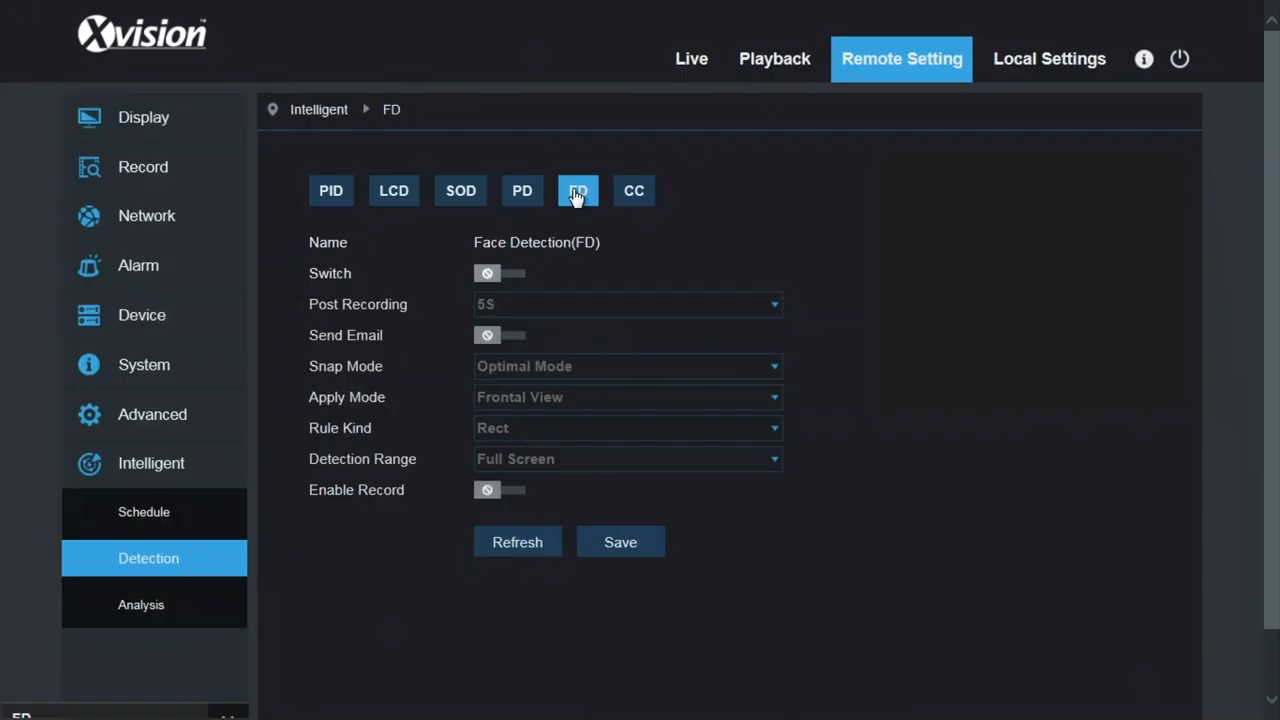 Xvision
Live Playback Remote Setting Local Settings
Display
Record
Network
Alarm
Device
System
Advanced
Intelligent
Schedule
Detection
Analysis
Intelligent FD
PID LCD SOD PD FD CC
Name Face Detection(FD)
Switch
Post Recording 5S
Send Email
Snap Mode Optimal Mode
Apply Mode Frontal View
Rule Kind Rect
Detection Range Full Screen
Enable Record
Refresh Save
FD